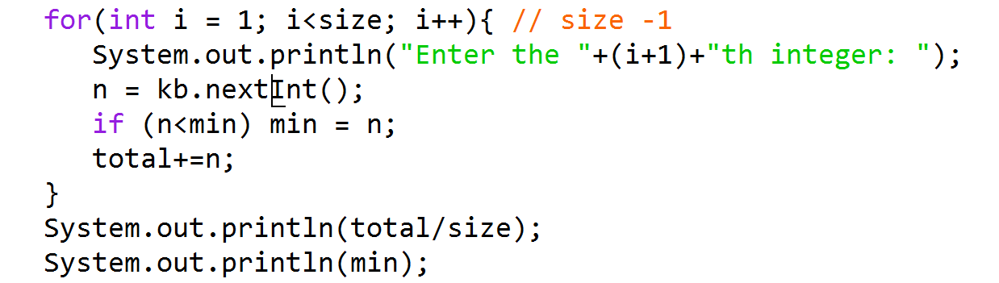 for(int i = 1; i<size; i++){ // size -1
System.out.println("Enter the "+(i+1)+"th integer: ");
n = kb.nextInt();
if (n<min) min = n;
total+=n;
}
System.out.println(total/size);
System.out.println(min);